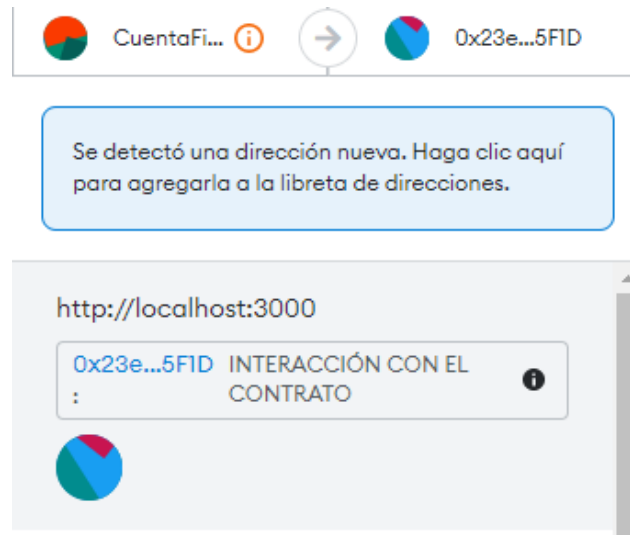 CuentaFi... 0x23e...5F1D
Se detectó una dirección nueva. Haga clic aquí
para agregarla a la libreta de direcciones.
http://localhost:3000
0x23e...5F1D INTERACCIÓN CON EL
: CONTRATO